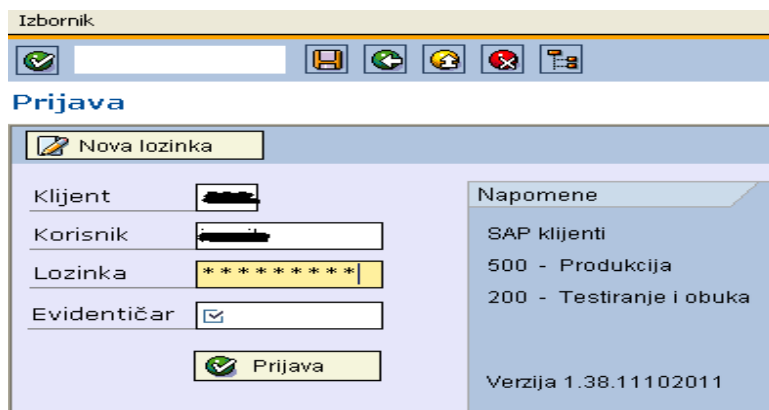 Izbornik
Prijava
Nova lozinka
Klijent
Korisnik
Lozinka *********
Evidentičar
Prijava
Napomene
SAP klijenti
500 - Produkcija
200 - Testiranje i obuka
Verzija 1.38.11102011